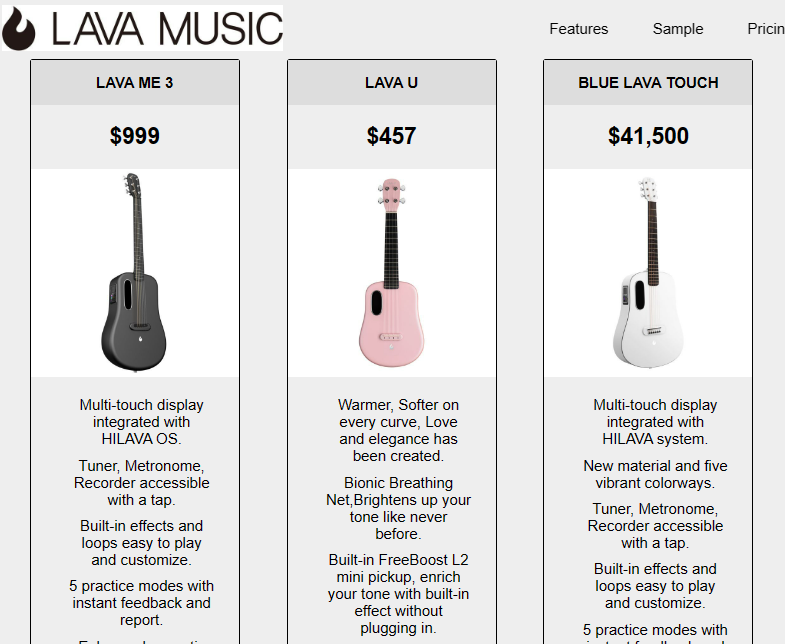 LAVA MUSIC
Features Sample Pricin
LAVA ME 3
$999
Multi-touch display
integrated with
HILAVA OS.
Tuner, Metronome,
Recorder accessible
with a tap.
Built-in effects and
loops easy to play
and customize.
5 practice modes with
instant feedback and
report.
LAVA U
$457
Warmer, Softer on
every curve, Love
and elegance has
been created.
Bionic Breathing
Net,Brightens up your
tone like never
before.
Built-in FreeBoost L2
mini pickup, enrich
your tone with built-in
effect without
plugging in.
BLUE LAVA TOUCH
$41,500
Multi-touch display
integrated with
HILAVA system.
New material and five
vibrant colorways.
Tuner, Metronome,
Recorder accessible
with a tap.
Built-in effects and
loops easy to play
and customize.
5 practice modes with